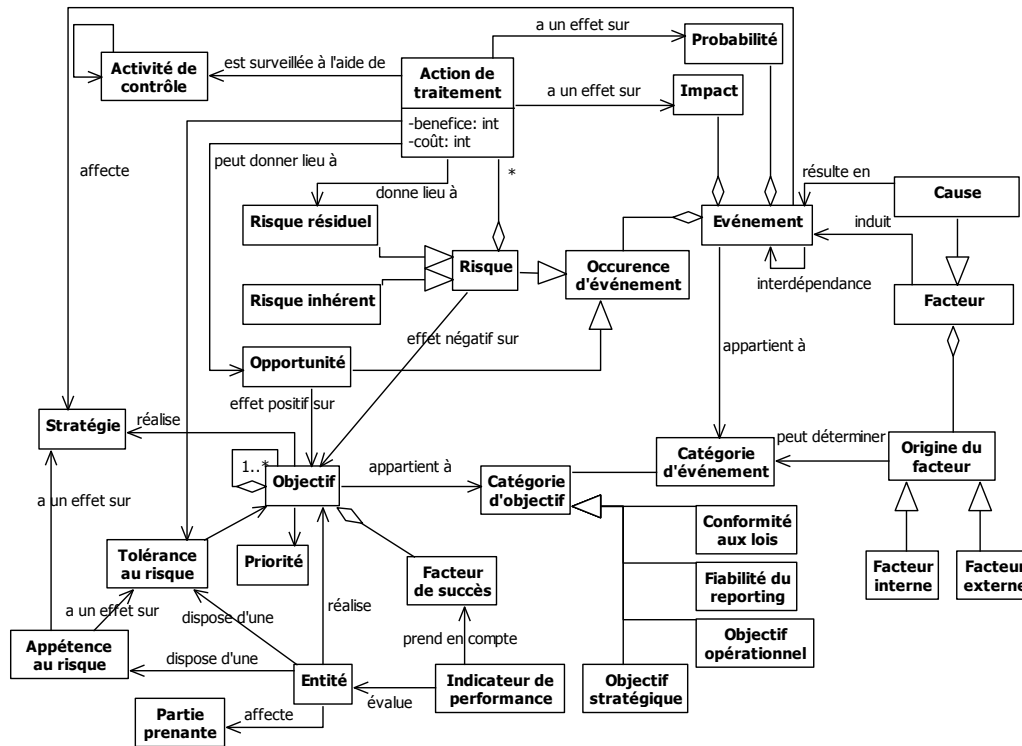 a un effet sur
Probabilité
Activité de
contrôle
est surveillée à l'aide de
Action de
traitement
-benefice: int
-coût: int
a un effet sur
Impact
affecte
peut donner lieu à
donne lieu à
*
résulte en
Cause
Risque résiduel
Evénement
induit
Risque
Occurence
d'événement
interdépendance
Risque inhérent
Facteur
effet négatif sur
appartient à
Opportunité
effet positif sur
Stratégie
réalise
1..*
Objectif
appartient à
Catégorie
d'objectif
Catégorie
d'événement
peut déterminer
Origine du
facteur
a un effet sur
Conformité
aux lois
Tolérance
au risque
Priorité
Facteur
de succès
Fiabilité du
reporting
Facteur
interne
Facteur
externe
a un effet sur
dispose d'une
réalise
prend en compte
Objectif
opérationnel
Appétence
au risque
dispose d'une
Entité
évalue
Indicateur de
performance
Objectif
stratégique
Partie
prenante
affecte